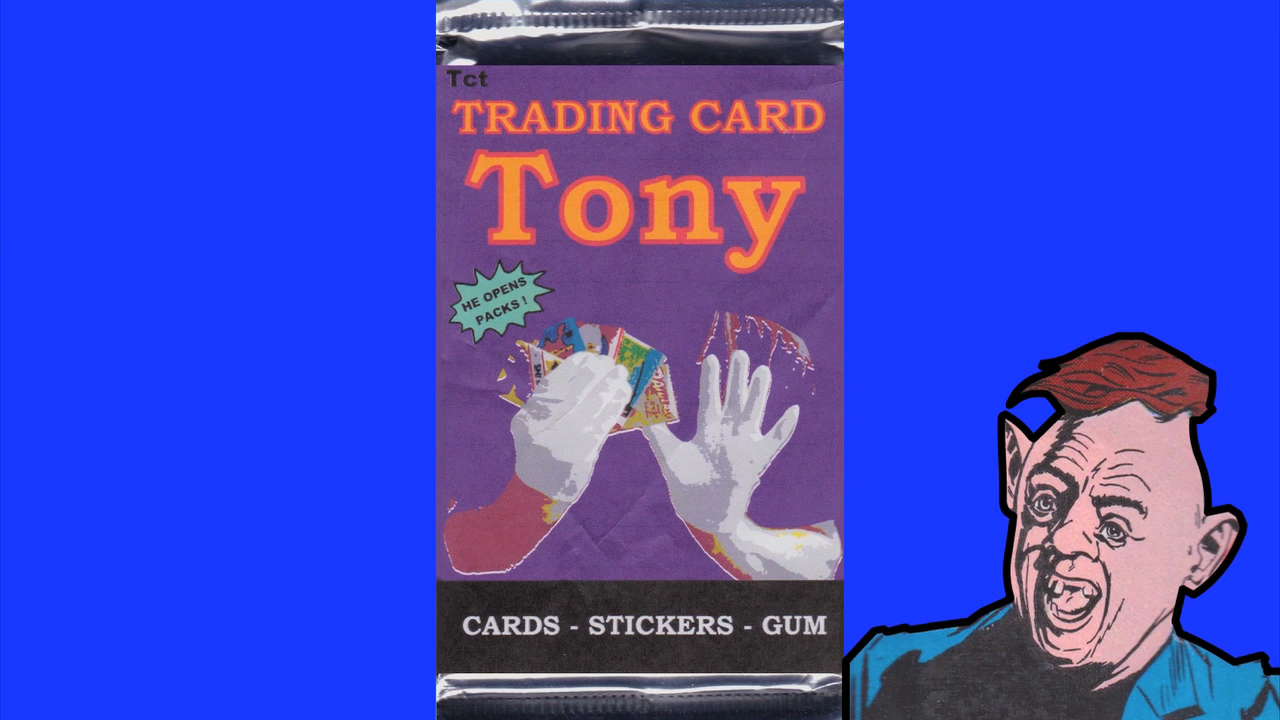 Tct
TRADING CARD
Tony
HE OPENS
PACKS!
CARDS - STICKERS - GUM